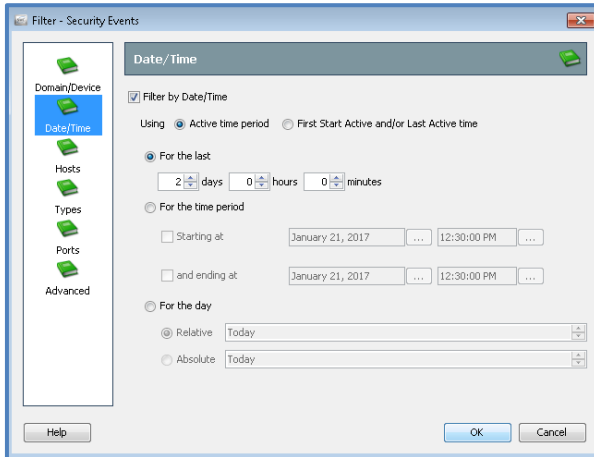 Filter - Security Events
Domain/Device
Date/Time
Hosts
Types
Ports
Advanced
Date/Time
Filter by Date/Time
Using Active time period First Start Active and/or Last Active time
For the last
2 days 0 hours 0 minutes
For the time period
Starting at January 21, 2017 ... 12:30:00 PM ...
and ending at January 21, 2017 ... 12:30:00 PM ...
For the day
Relative Today
Absolute Today
Help OK Cancel